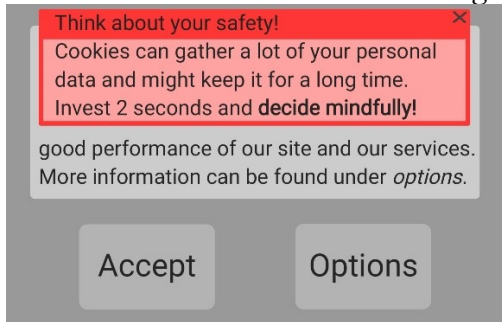 Think about your safety! ×
Cookies can gather a lot of your personal
data and might keep it for a long time.
Invest 2 seconds and decide mindfully!
good performance of our site and our services.
More information can be found under options.
Accept
Options